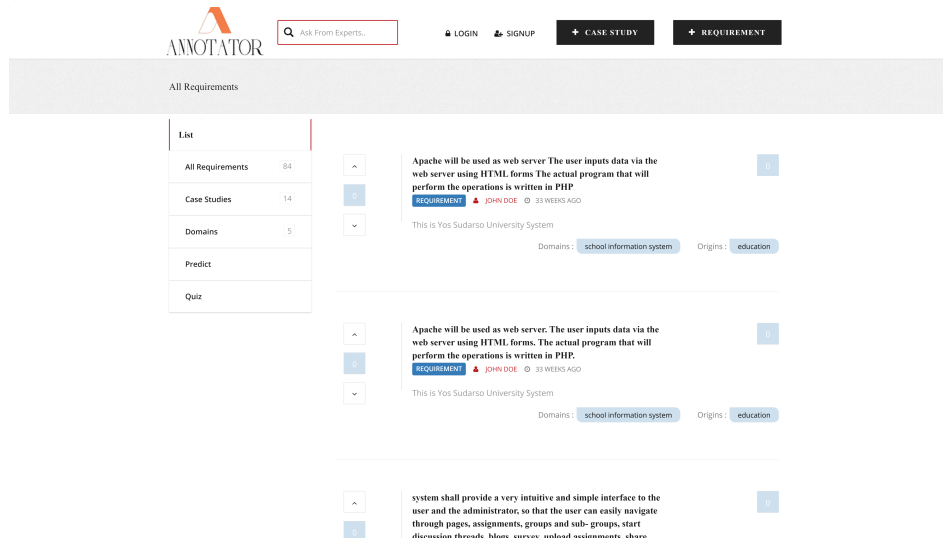 ANNOTATOR
Ask From Experts..
LOGIN
SIGNUP
+ CASE STUDY
+ REQUIREMENT
All Requirements
List
All Requirements 84
Case Studies 14
Domains 5
Predict
Quiz
Apache will be used as web server The user inputs data via the
web server using HTML forms The actual program that will
perform the operations is written in PHP
0
0
REQUIREMENT JOHN DOE 33 WEEKS AGO
This is Yos Sudarso University System
Domains : school information system Origins : education
Apache will be used as web server. The user inputs data via the
web server using HTML forms. The actual program that will
perform the operations is written in PHP.
0
0
REQUIREMENT JOHN DOE 33 WEEKS AGO
This is Yos Sudarso University System
Domains : school information system Origins : education
system shall provide a very intuitive and simple interface to the
user and the administrator, so that the user can easily navigate
through pages, assignments, groups and sub- groups, start
discussion threads, blogs, survey, upload assignments, share
0
0